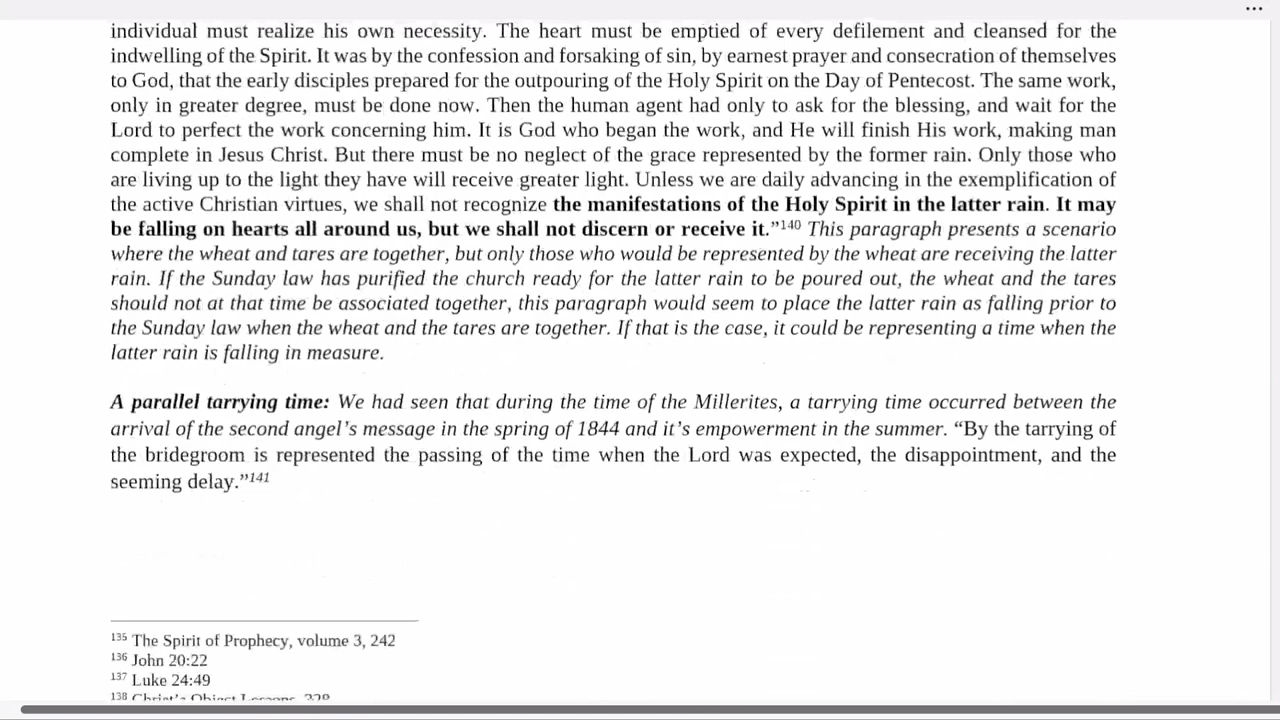 individual must realize his own necessity. The heart must be emptied of every defilement and cleansed for the
indwelling of the Spirit. It was by the confession and forsaking of sin, by earnest prayer and consecration of themselves
to God, that the early disciples prepared for the outpouring of the Holy Spirit on the Day of Pentecost. The same work,
only in greater degree, must be done now. Then the human agent had only to ask for the blessing, and wait for the
Lord to perfect the work concerning him. It is God who began the work, and He will finish His work, making man
complete in Jesus Christ. But there must be no neglect of the grace represented by the former rain. Only those who
are living up to the light they have will receive greater light. Unless we are daily advancing in the exemplification of
the active Christian virtues, we shall not recognize the manifestations of the Holy Spirit in the latter rain. It may
be falling on hearts all around us, but we shall not discern or receive it.”140 This paragraph presents a scenario
where the wheat and tares are together, but only those who would be represented by the wheat are receiving the latter
rain. If the Sunday law has purified the church ready for the latter rain to be poured out, the wheat and the tares
should not at that time be associated together, this paragraph would seem to place the latter rain as falling prior to
the Sunday law when the wheat and the tares are together. If that is the case, it could be representing a time when the
latter rain is falling in measure.
A parallel tarrying time: We had seen that during the time of the Millerites, a tarrying time occurred between the
arrival of the second angel’s message in the spring of 1844 and it’s empowerment in the summer. “By the tarrying of
the bridegroom is represented the passing of the time when the Lord was expected, the disappointment, and the
seeming delay.”141
135 The Spirit of Prophecy, volume 3, 242
136 John 20:22
137 Luke 24:49
138 Christ’s Object Lessons,